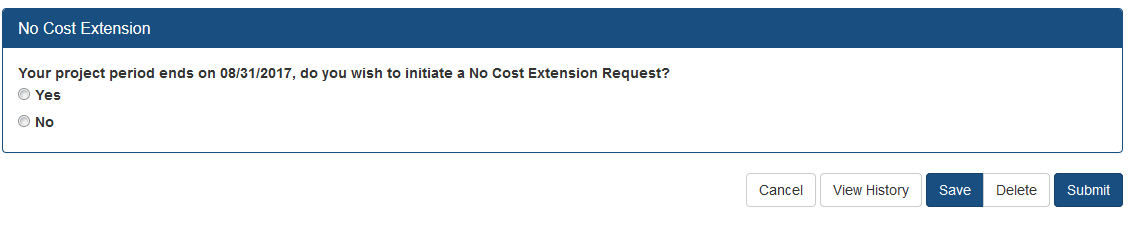 No Cost Extension
Your project period ends on 08/31/2017, do you wish to initiate a No Cost Extension Request?
Yes
No
Cancel View History Save Delete Submit